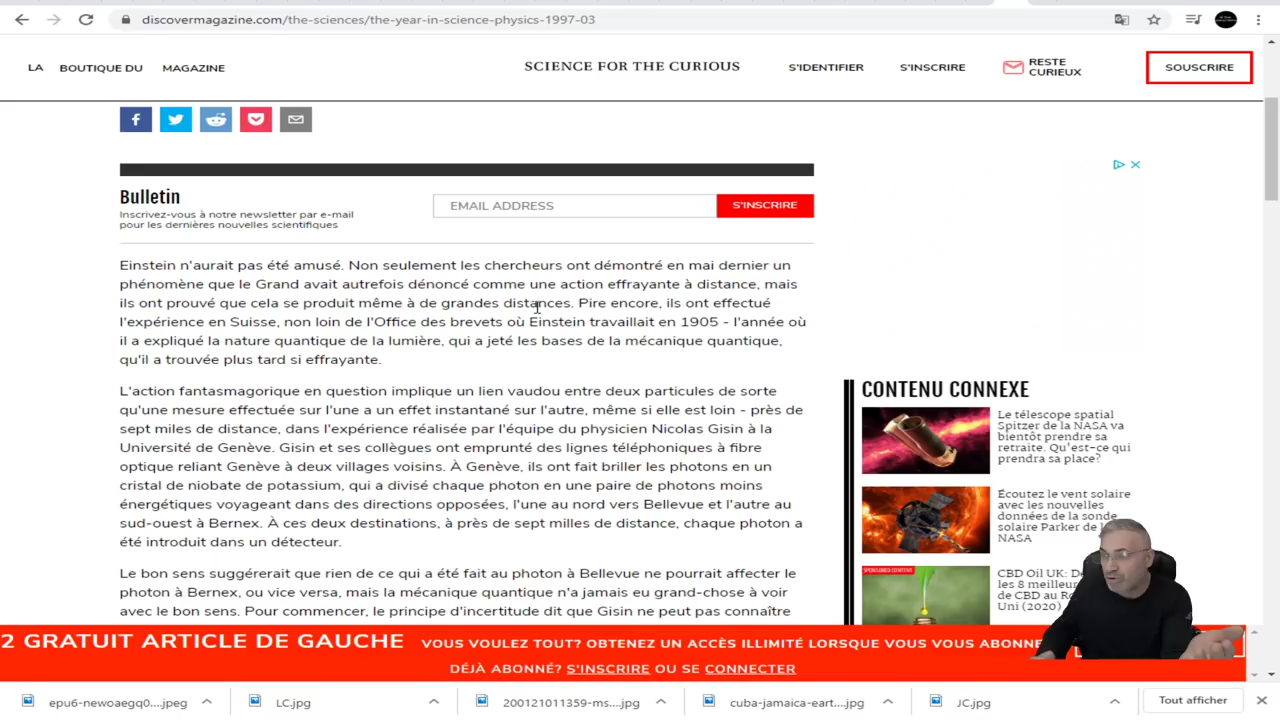 discovermagazine.com/the-sciences/the-year-in-science-physics-1997-03
LA BOUTIQUE DU MAGAZINE
SCIENCE FOR THE CURIOUS
S'IDENTIFIER
S'INSCRIRE
RESTE
CURIEUX
SOUSCRIRE
Bulletin
Inscrivez-vous à notre newsletter par e-mail
pour les dernières nouvelles scientifiques
EMAIL ADDRESS
S'INSCRIRE
Einstein n'aurait pas été amusé. Non seulement les chercheurs ont démontré en mai dernier un
phénomène que le Grand avait autrefois dénoncé comme une action effrayante à distance, mais
ils ont prouvé que cela se produit même à de grandes distances. Pire encore, ils ont effectué
l'expérience en Suisse, non loin de l'Office des brevets où Einstein travaillait en 1905 - l'année où
il a expliqué la nature quantique de la lumière, qui a jeté les bases de la mécanique quantique,
qu'il a trouvée plus tard si effrayante.
L'action fantasmagorique en question implique un lien vaudou entre deux particules de sorte
qu'une mesure effectuée sur l'une a un effet instantané sur l'autre, même si elle est loin - près de
sept miles de distance, dans l'expérience réalisée par l'équipe du physicien Nicolas Gisin à la
Université de Genève. Gisin et ses collègues ont emprunté des lignes téléphoniques à fibre
optique reliant Genève à deux villages voisins. À Genève, ils ont fait briller les photons en un
cristal de niobate de potassium, qui a divisé chaque photon en une paire de photons moins
énergétiques voyageant dans des directions opposées, l'une au nord vers Bellevue et l'autre au
sud-ouest à Bernex. À ces deux destinations, à près de sept milles de distance, chaque photon a
été introduit dans un détecteur.
Le bon sens suggérerait que rien de ce qui a été fait au photon à Bellevue ne pourrait affecter le
photon à Bernex, ou vice versa, mais la mécanique quantique n'a jamais eu grand-chose à voir
avec le bon sens. Pour commencer, le principe d'incertitude dit que Gisin ne peut pas connaître
CONTENU CONNEXE
Le télescope spatial
Spitzer de la NASA va
bientôt prendre sa
retraite. Qu'est-ce qui
prendra sa place?
Écoutez le vent solaire
avec les nouvelles
données de la sonde
solaire Parker de
NASA
SPONSORED CONTENT
CBD Oil UK:
les 8 meilleur
de CBD au
Uni (2020)
2 GRATUIT ARTICLE DE GAUCHE VOUS VOULEZ TOUT? OBTENEZ UN ACCÈS ILLIMITÉ LORSQUE VOUS VOUS ABONNE
DÉJÀ ABONNÉ? S'INSCRIRE OU SE CONNECTER
epu6-newoaegq0....jpeg
LC.jpg
200121011359-ms....jpg
cuba-jamaica-eart....jpg
JC.jpg
Tout afficher